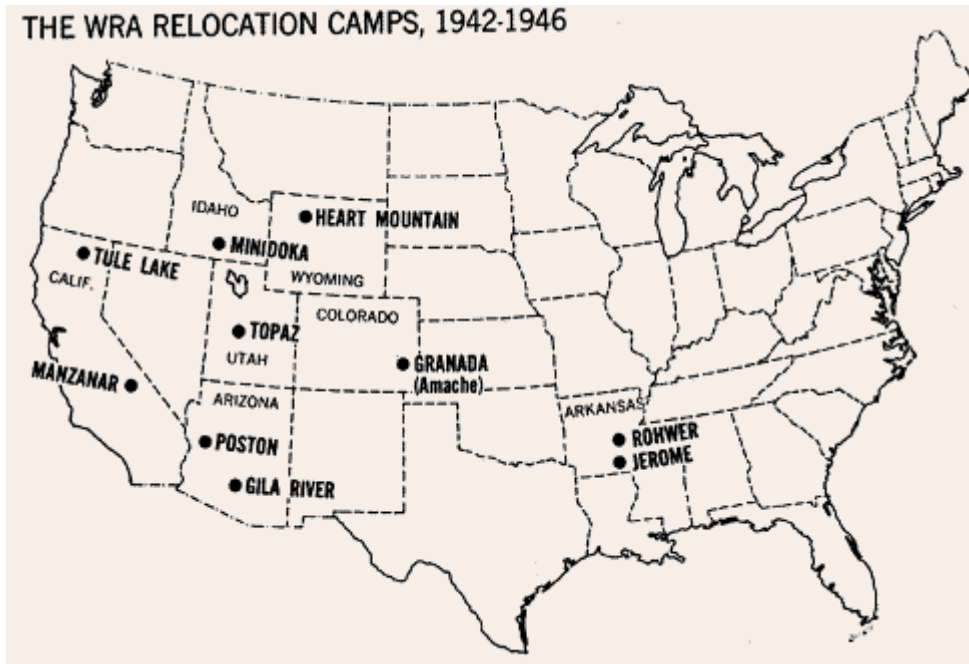 THE WRA RELOCATION CAMPS, 1942-1946
IDAHO
HEART MOUNTAIN
MINIDOKA
TULE LAKE
CALIF.
WYOMING
COLORADO
TOPAZ
UTAH
GRANADA
(Amache)
MANZANAR
ARIZONA
ARKANSAS
POSTON
ROHWER
JEROME
GILA RIVER